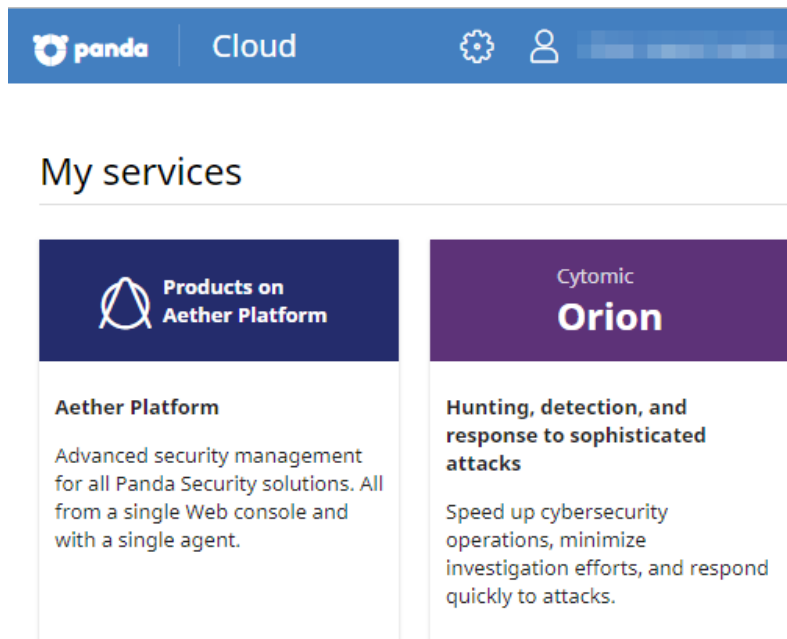 panda
Cloud
My services
Products on
Aether Platform
Aether Platform
Advanced security management
for all Panda Security solutions. All
from a single Web console and
with a single agent.
Cytomic
Orion
Hunting, detection, and
response to sophisticated
attacks
Speed up cybersecurity
operations, minimize
investigation efforts, and respond
quickly to attacks.